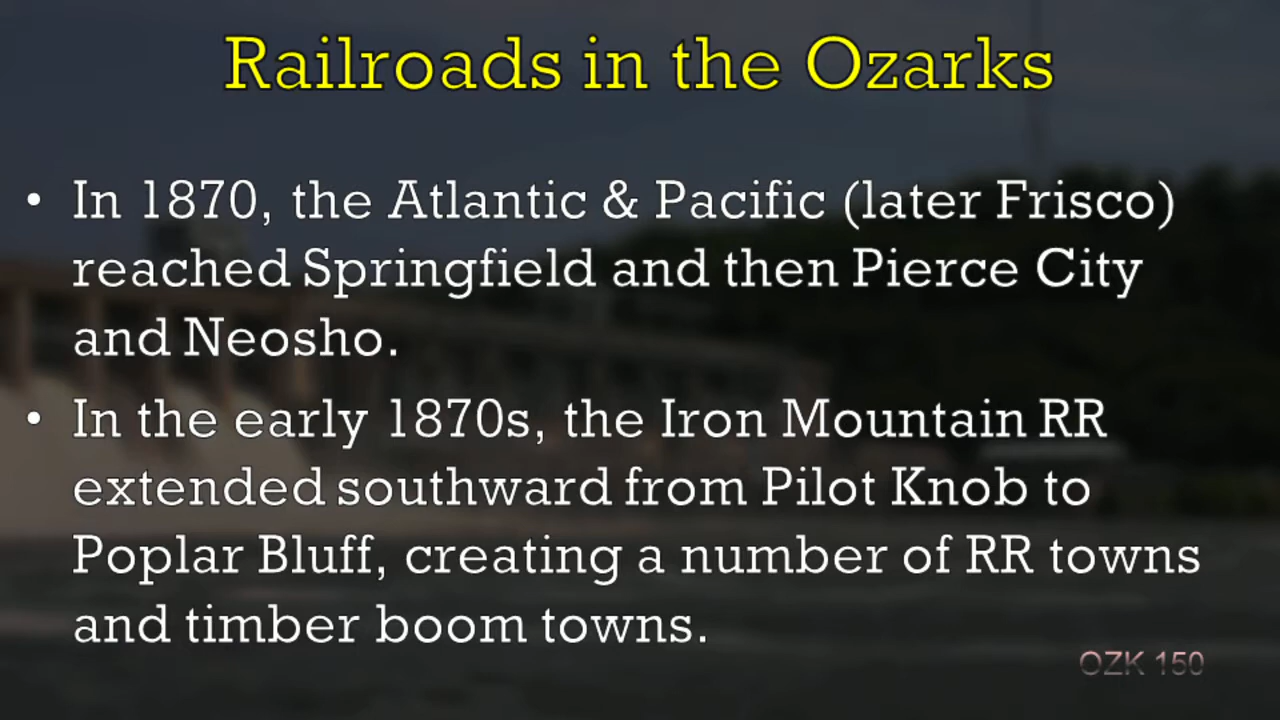 Railroads in the Ozarks
• In 1870, the Atlantic & Pacific (later Frisco)
reached Springfield and then Pierce City
and Neosho.
• In the early 1870s, the Iron Mountain RR
extended southward from Pilot Knob to
Poplar Bluff, creating a number of RR towns
and timber boom towns.
OZK 150